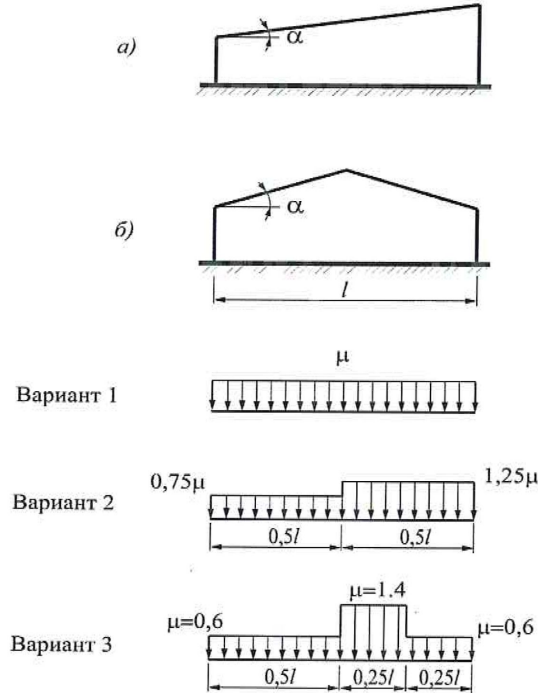 а)
α
б)
α
l
μ
Вариант 1
0,75μ
1,25μ
Вариант 2
0,5l 0,5l
μ=1.4
μ=0,6
μ=0,6
Вариант 3
0,5l 0,25l 0,25l